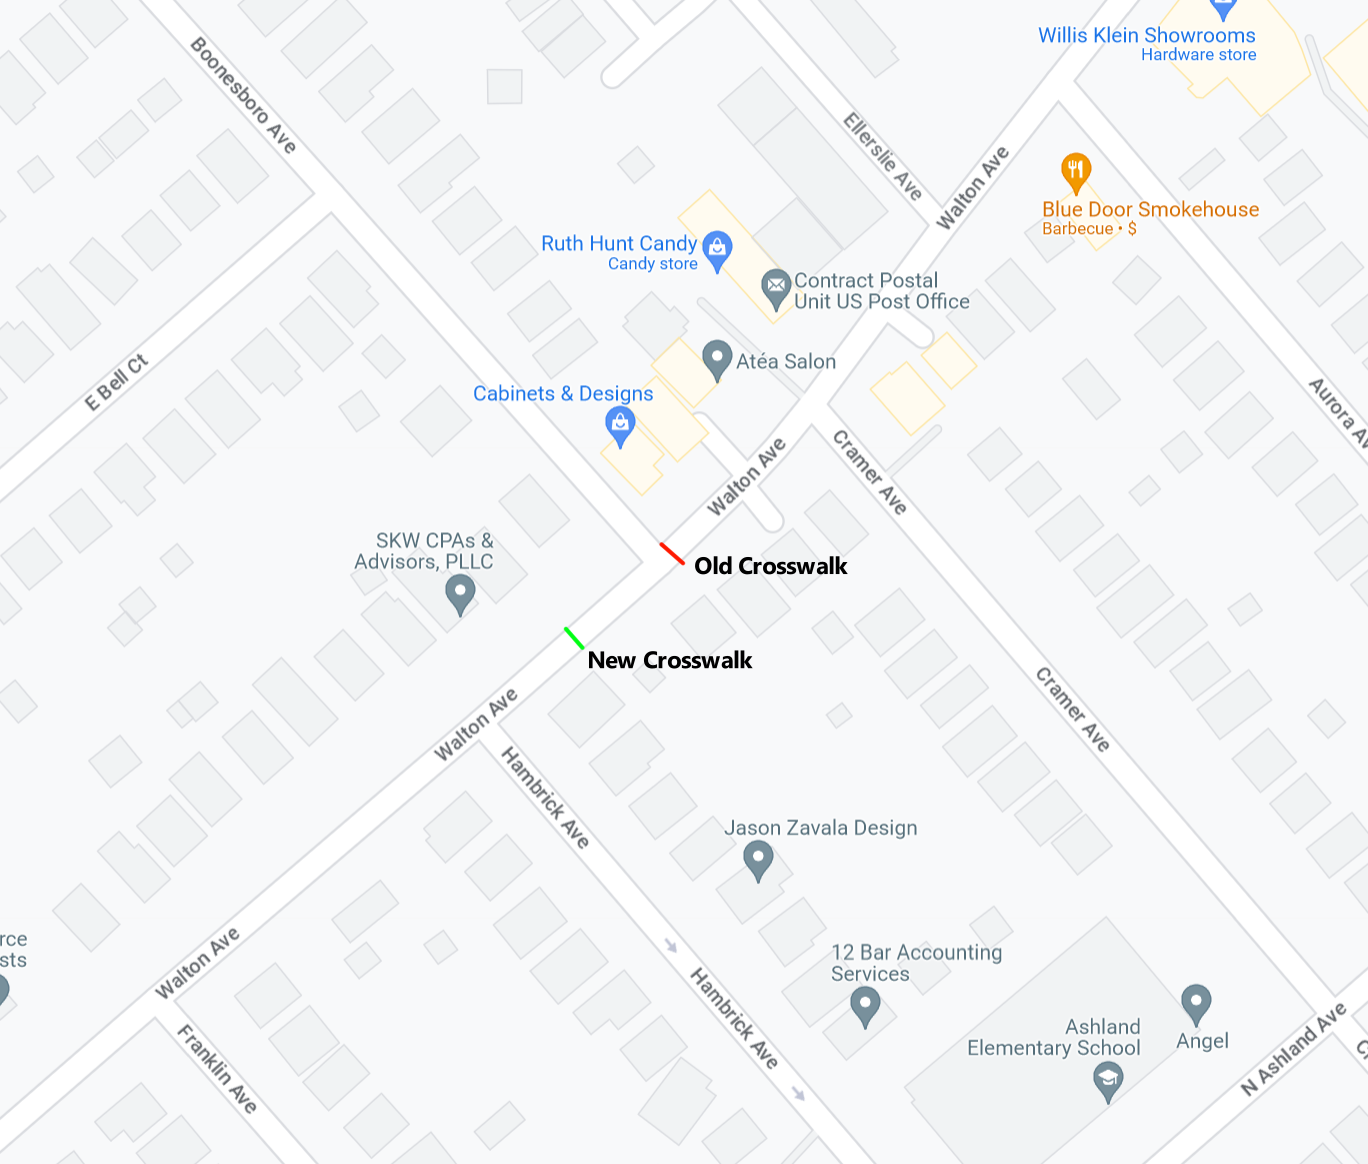 Willis Klein Showrooms
Hardware store
Boonesboro Ave
Ellerslie Ave
Walton Ave
Blue Door Smokehouse
Barbecue • $
Ruth Hunt Candy
Candy store
Contract Postal
Unit US Post Office
Atéa Salon
E Bell Ct
Cabinets & Designs
Aurora Av
Walton Ave
Cramer Ave
SKW CPAs &
Advisors, PLLC
Old Crosswalk
New Crosswalk
Walton Ave
Cramer Ave
Hambrick Ave
Jason Zavala Design
rce
sts
Walton Ave
12 Bar Accounting
Services
Hambrick Ave
Franklin Ave
Ashland
Elementary School
Angel
N Ashland Ave
C